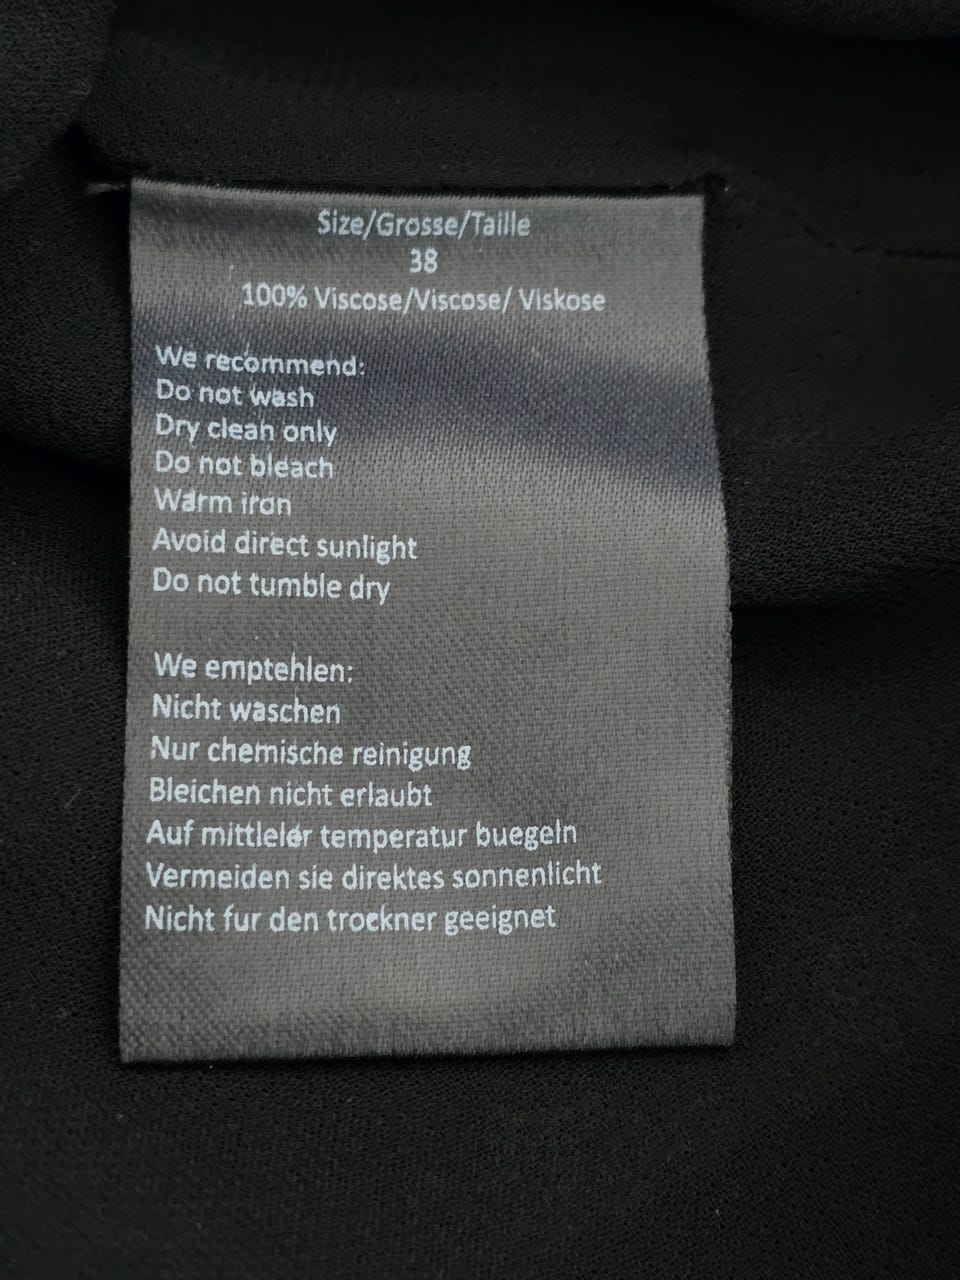 Size/Grosse/Taille
38
100% Viscose/Viscose/ Viskose
We recommend:
Do not wash
Dry clean only
Do not bleach
Warm iron
Avoid direct sunlight
Do not tumble dry
We emptehlen:
Nicht waschen
Nur chemische reinigung
Bleichen nicht erlaubt
Auf mittleler temperatur buegeln
Vermeiden sie direktes sonnenlicht
Nicht fur den trockner geeignet